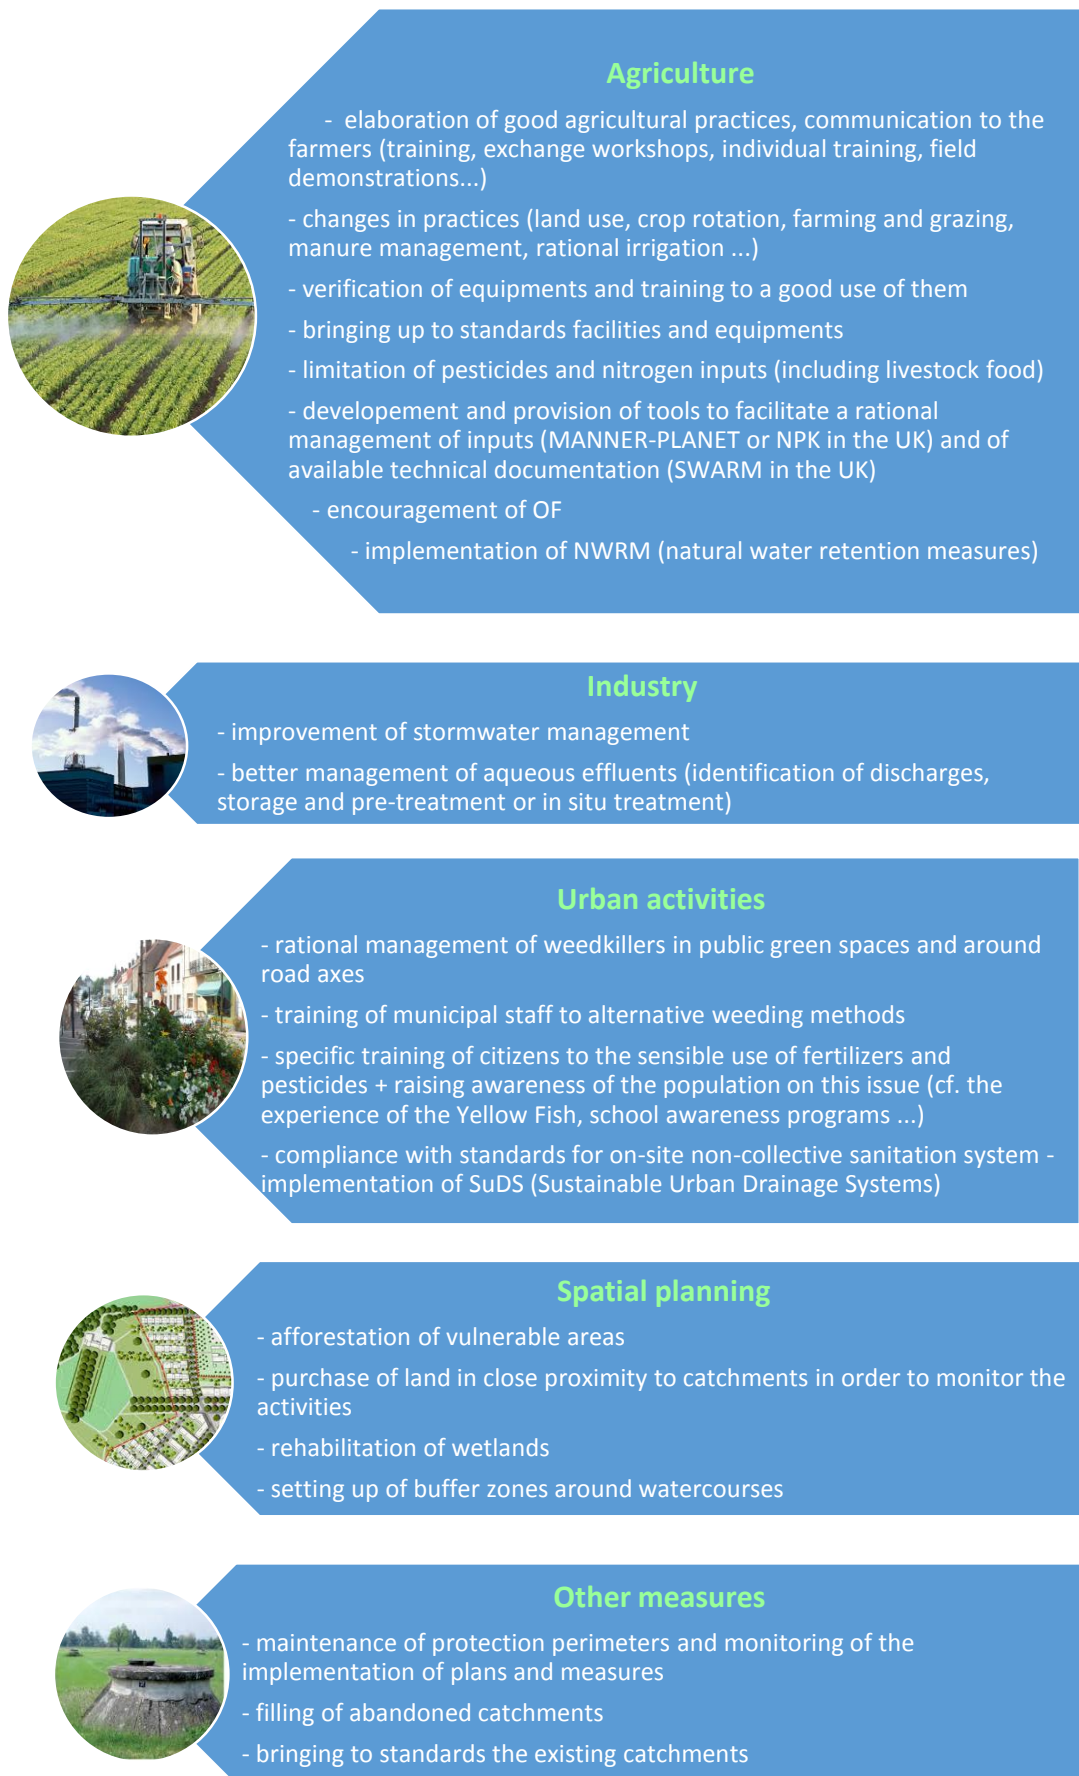 Agriculture
- elaboration of good agricultural practices, communication to the
farmers (training, exchange workshops, individual training, field
demonstrations...)
- changes in practices (land use, crop rotation, farming and grazing,
manure management, rational irrigation ...)
- verification of equipments and training to a good use of them
- bringing up to standards facilities and equipments
- limitation of pesticides and nitrogen inputs (including livestock food)
- developement and provision of tools to facilitate a rational
management of inputs (MANNER-PLANET or NPK in the UK) and of
available technical documentation (SWARM in the UK)
- encouragement of OF
- implementation of NWRM (natural water retention measures)
Industry
- improvement of stormwater management
- better management of aqueous effluents (identification of discharges,
storage and pre-treatment or in situ treatment)
Urban activities
- rational management of weedkillers in public green spaces and around
road axes
- training of municipal staff to alternative weeding methods
- specific training of citizens to the sensible use of fertilizers and
pesticides + raising awareness of the population on this issue (cf. the
experience of the Yellow Fish, school awareness programs ...)
- compliance with standards for on-site non-collective sanitation system -
implementation of SuDS (Sustainable Urban Drainage Systems)
Spatial planning
- afforestation of vulnerable areas
- purchase of land in close proximity to catchments in order to monitor the
activities
- rehabilitation of wetlands
- setting up of buffer zones around watercourses
Other measures
- maintenance of protection perimeters and monitoring of the
implementation of plans and measures
- filling of abandoned catchments
- bringing to standards the existing catchments